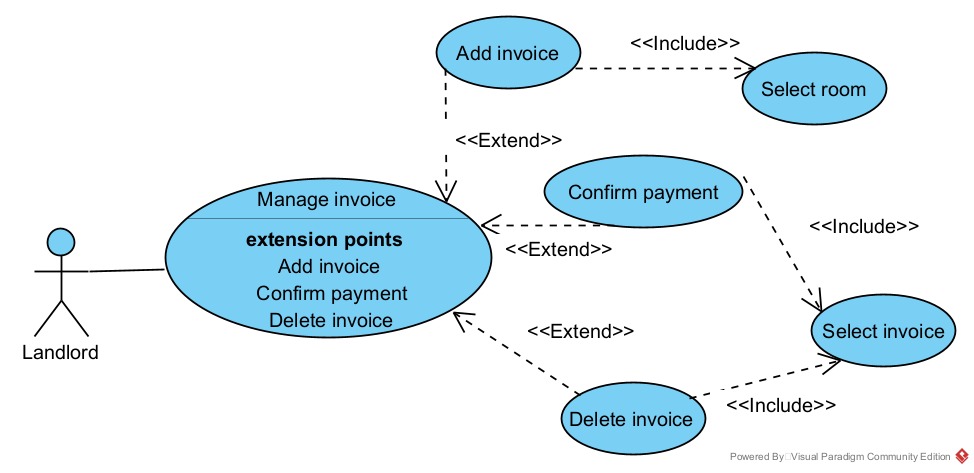 Add invoice
<<Include>>
Select room
<<Extend>>
Manage invoice
Confirm payment
extension points
Add invoice
Confirm payment
Delete invoice
<<Include>>
<<Extend>>
Landlord
<<Extend>>
Select invoice
<<Include>>
Delete invoice
Powered By Visual Paradigm Community Edition